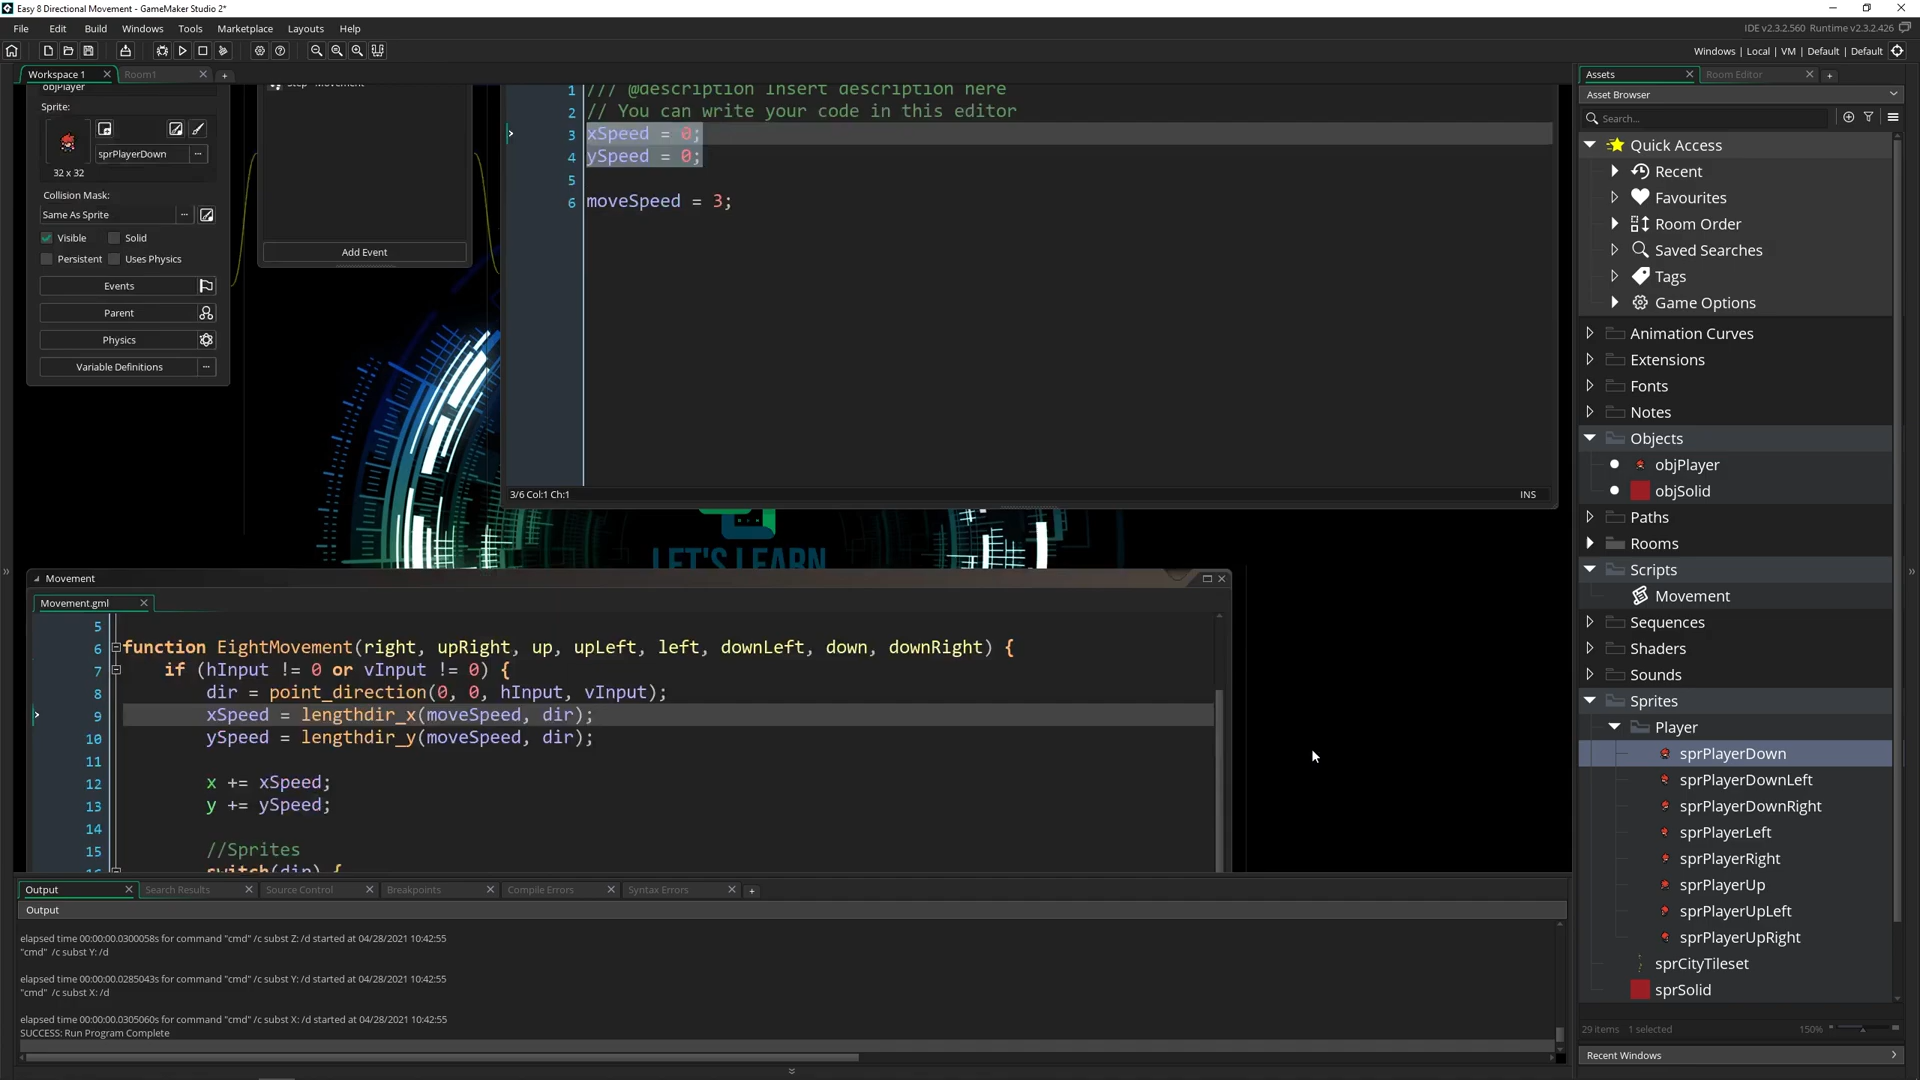 Easy 8 Directional Movement - GameMaker Studio 2*
File Edit Build Windows Tools Marketplace Layouts Help
IDE v2.3.2.560 Runtime v2.3.2.426
Windows | Local | VM | Default | Default
Workspace 1
Room1
objPlayer
Sprite:
sprPlayerDown
32 x 32
Collision Mask:
Same As Sprite
Visible
Solid
Persistent
Uses Physics
Events
Parent
Physics
Variable Definitions
Add Event
1 /// @description Insert description here
2 // You can write your code in this editor
3 xSpeed = 0;
4 ySpeed = 0;
5
6 moveSpeed = 3;
3/6 Col:1 Ch:1
INS
LET'S LEARN
Movement
Movement.gml
5
6 function EightMovement(right, upRight, up, upLeft, left, downLeft, down, downRight) {
7 if (hInput != 0 or vInput != 0) {
8 dir = point_direction(0, 0, hInput, vInput);
9 xSpeed = lengthdir_x(moveSpeed, dir);
10 ySpeed = lengthdir_y(moveSpeed, dir);
11
12 x += xSpeed;
13 y += ySpeed;
14
15 //Sprites
switch(dir) {
Output
Search Results
Source Control
Breakpoints
Compile Errors
Syntax Errors
Output
elapsed time 00:00:00.0300058s for command "cmd" /c subst Z: /d started at 04/28/2021 10:42:55
"cmd" /c subst Y: /d
elapsed time 00:00:00.0285043s for command "cmd" /c subst Y: /d started at 04/28/2021 10:42:55
"cmd" /c subst X: /d
elapsed time 00:00:00.0305060s for command "cmd" /c subst X: /d started at 04/28/2021 10:42:55
SUCCESS: Run Program Complete
Assets
Room Editor
Asset Browser
Search...
Quick Access
Recent
Favourites
Room Order
Saved Searches
Tags
Game Options
Animation Curves
Extensions
Fonts
Notes
Objects
objPlayer
objSolid
Paths
Rooms
Scripts
Movement
Sequences
Shaders
Sounds
Sprites
Player
sprPlayerDown
sprPlayerDownLeft
sprPlayerDownRight
sprPlayerLeft
sprPlayerRight
sprPlayerUp
sprPlayerUpLeft
sprPlayerUpRight
sprCityTileset
sprSolid
29 items 1 selected
150%
Recent Windows